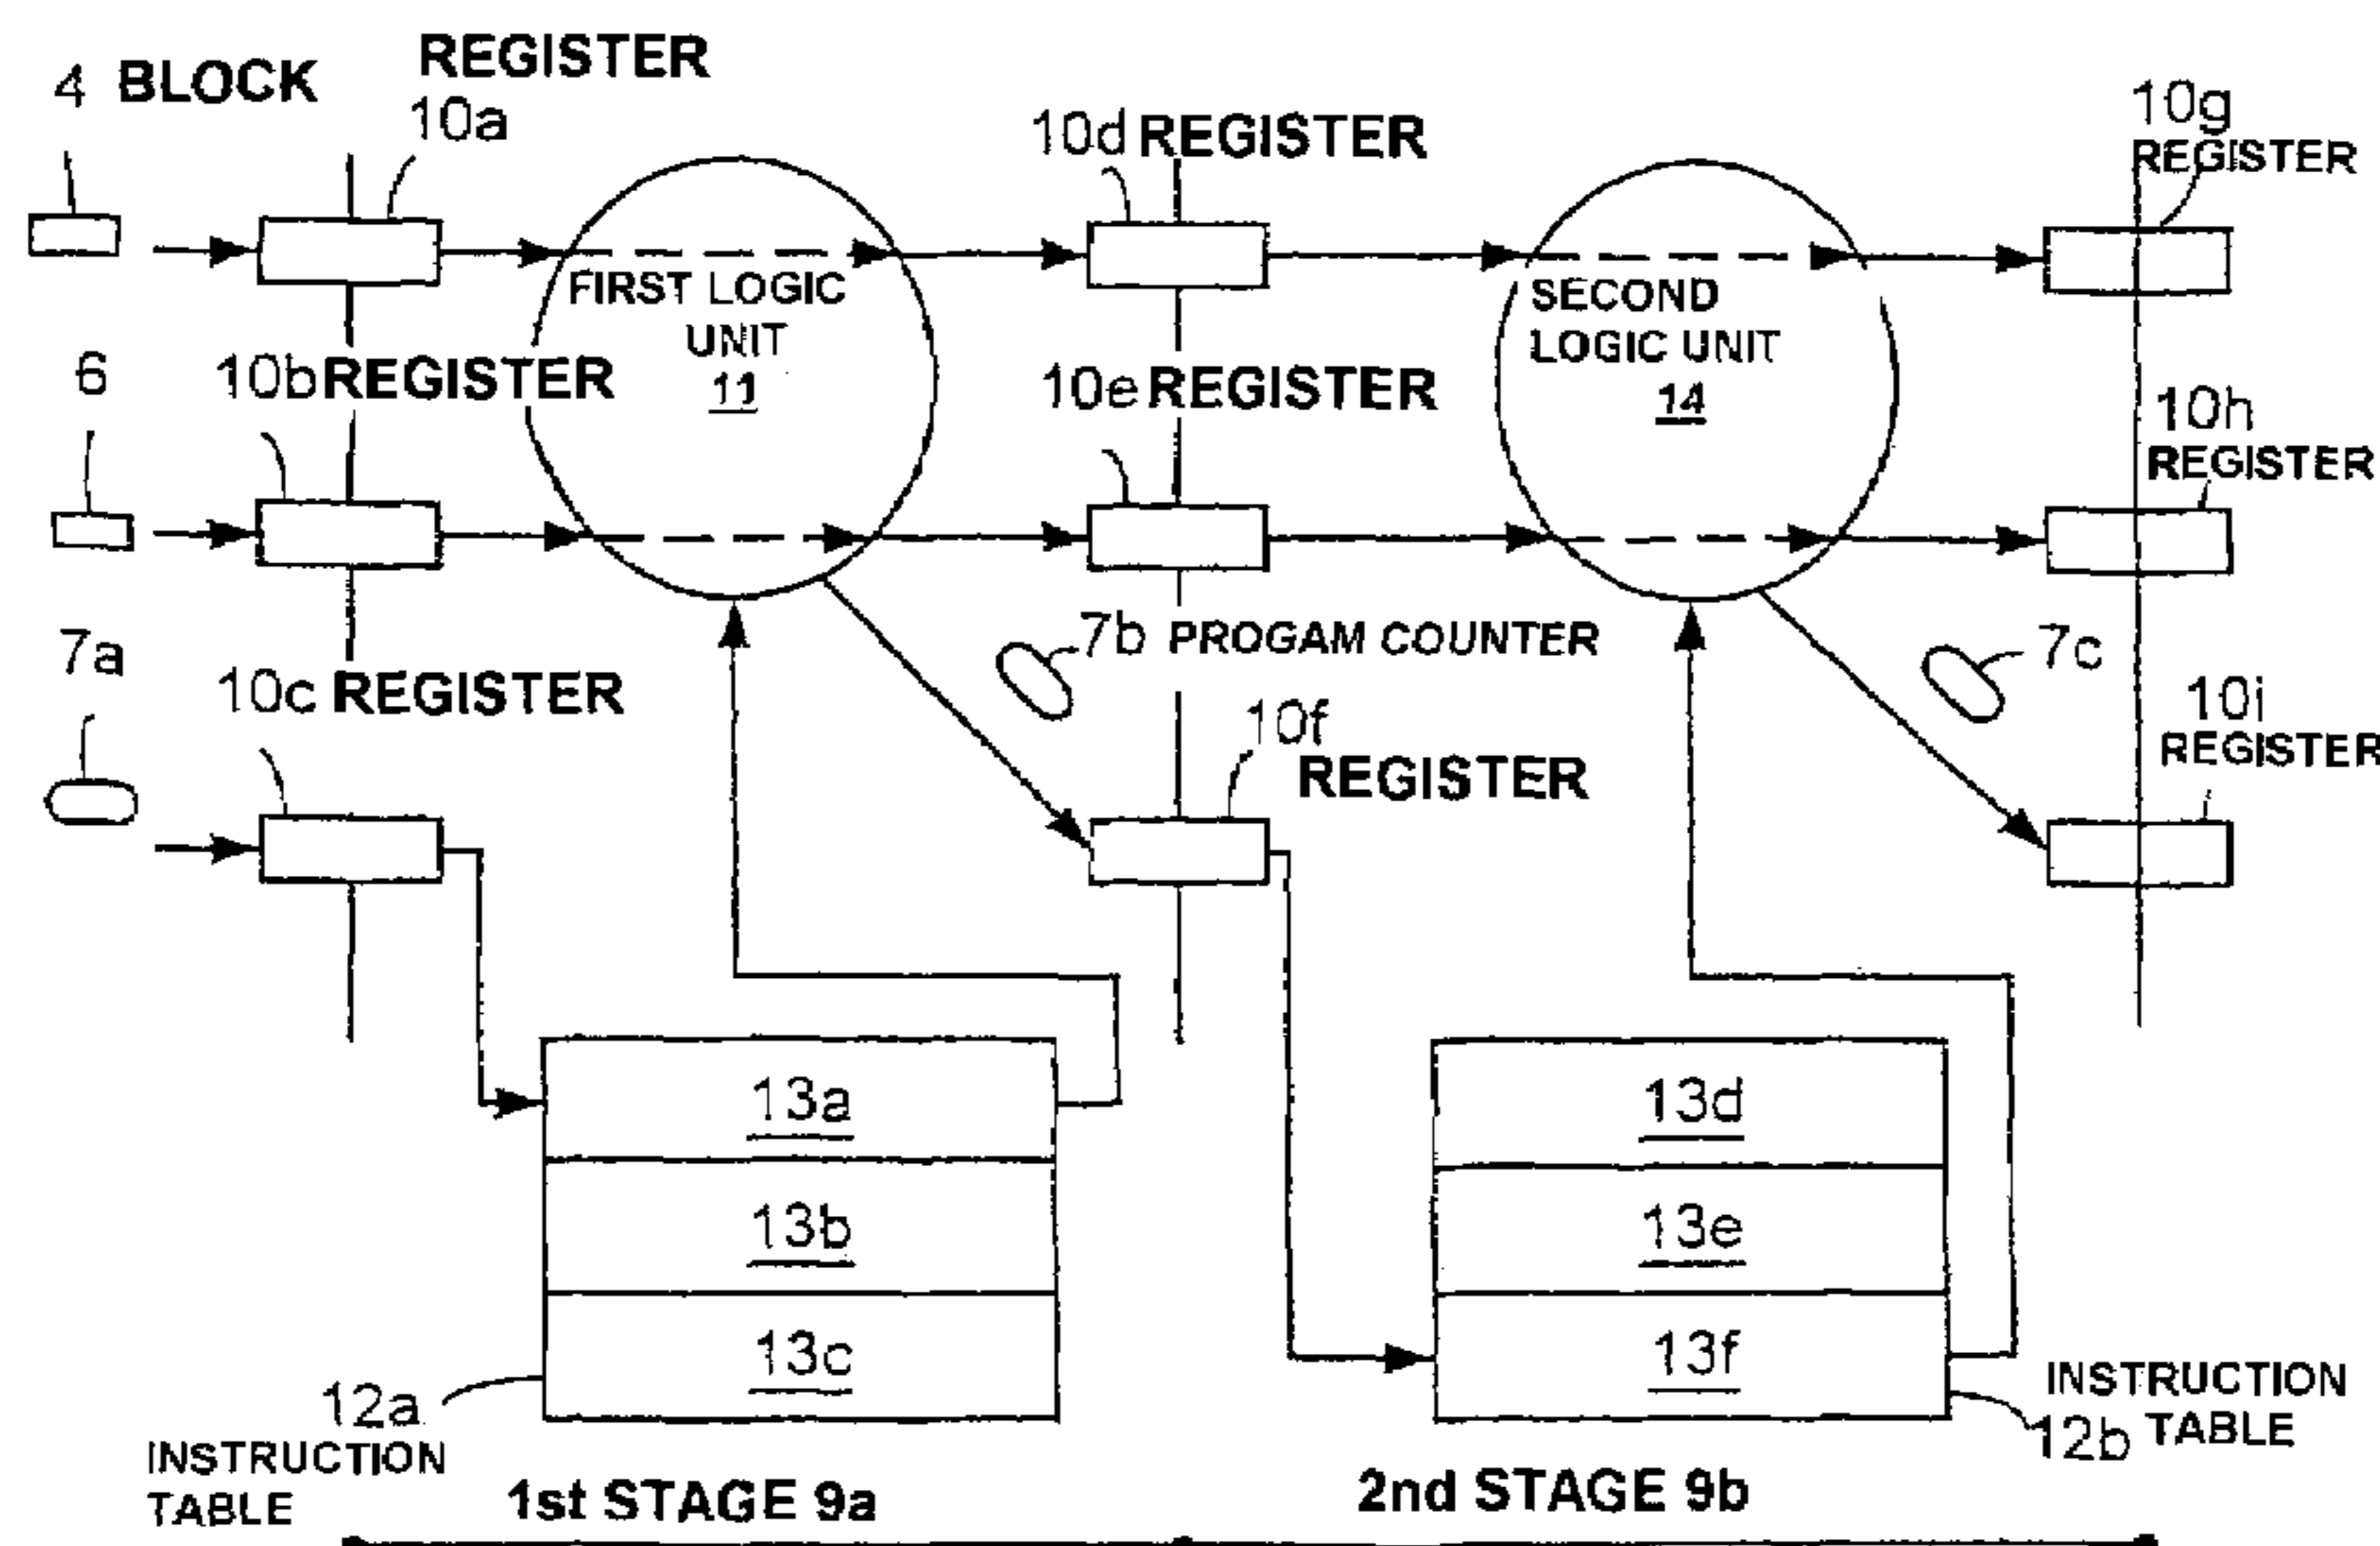 4 BLOCK
REGISTER
10a
10d REGISTER
10g
REGISTER
FIRST LOGIC
UNIT
11
SECOND
LOGIC UNIT
14
6
10b REGISTER
10e REGISTER
10h
REGISTER
7a
10c REGISTER
7b PROGAM COUNTER
7c
10f
REGISTER
10i
REGISTER
13a
13b
13c
13d
13e
13f
12a
INSTRUCTION
TABLE
INSTRUCTION
12b TABLE
1st STAGE 9a
2nd STAGE 9b